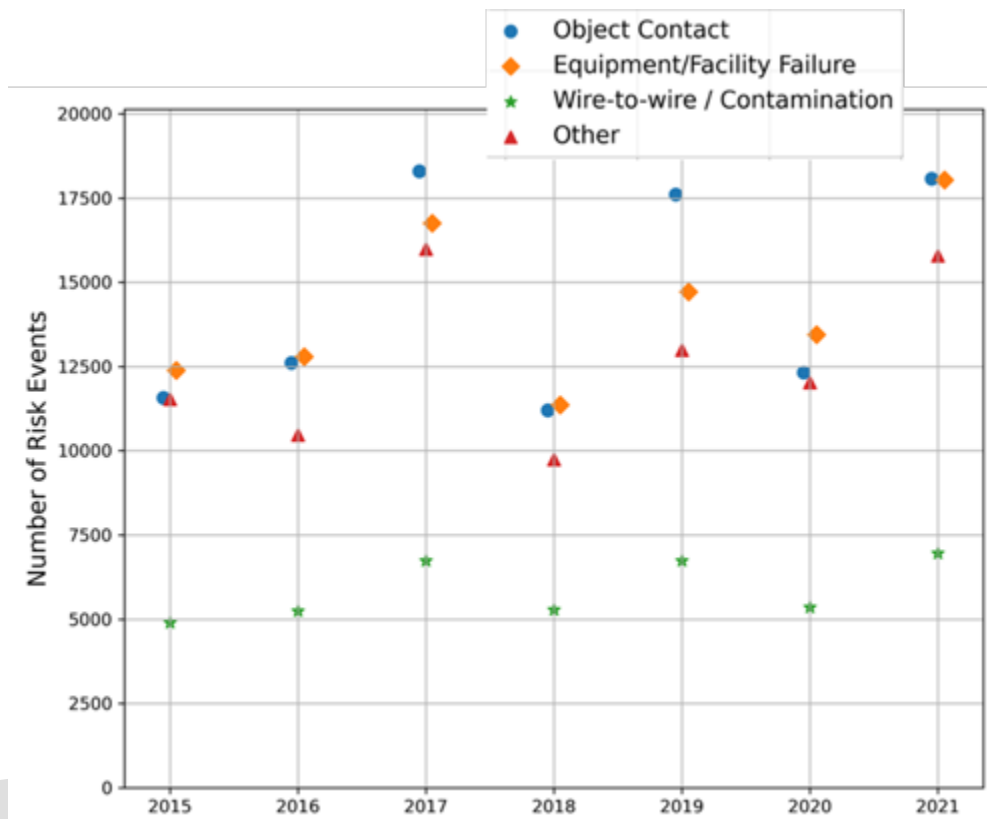 Object Contact
Equipment/Facility Failure
Wire-to-wire / Contamination
Other
20000
17500
15000
12500
10000
7500
5000
2500
0
Number of Risk Events
2015 2016 2017 2018 2019 2020 2021